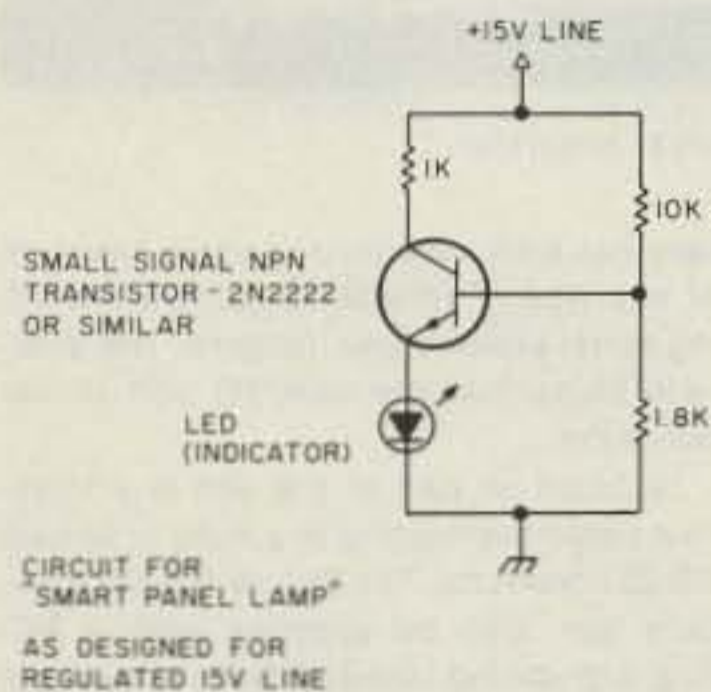 +15V LINE
1K
10K
SMALL SIGNAL NPN
TRANSISTOR - 2N2222
OR SIMILAR
LED
(INDICATOR)
1.8K
CIRCUIT FOR
"SMART PANEL LAMP"
AS DESIGNED FOR
REGULATED 15V LINE